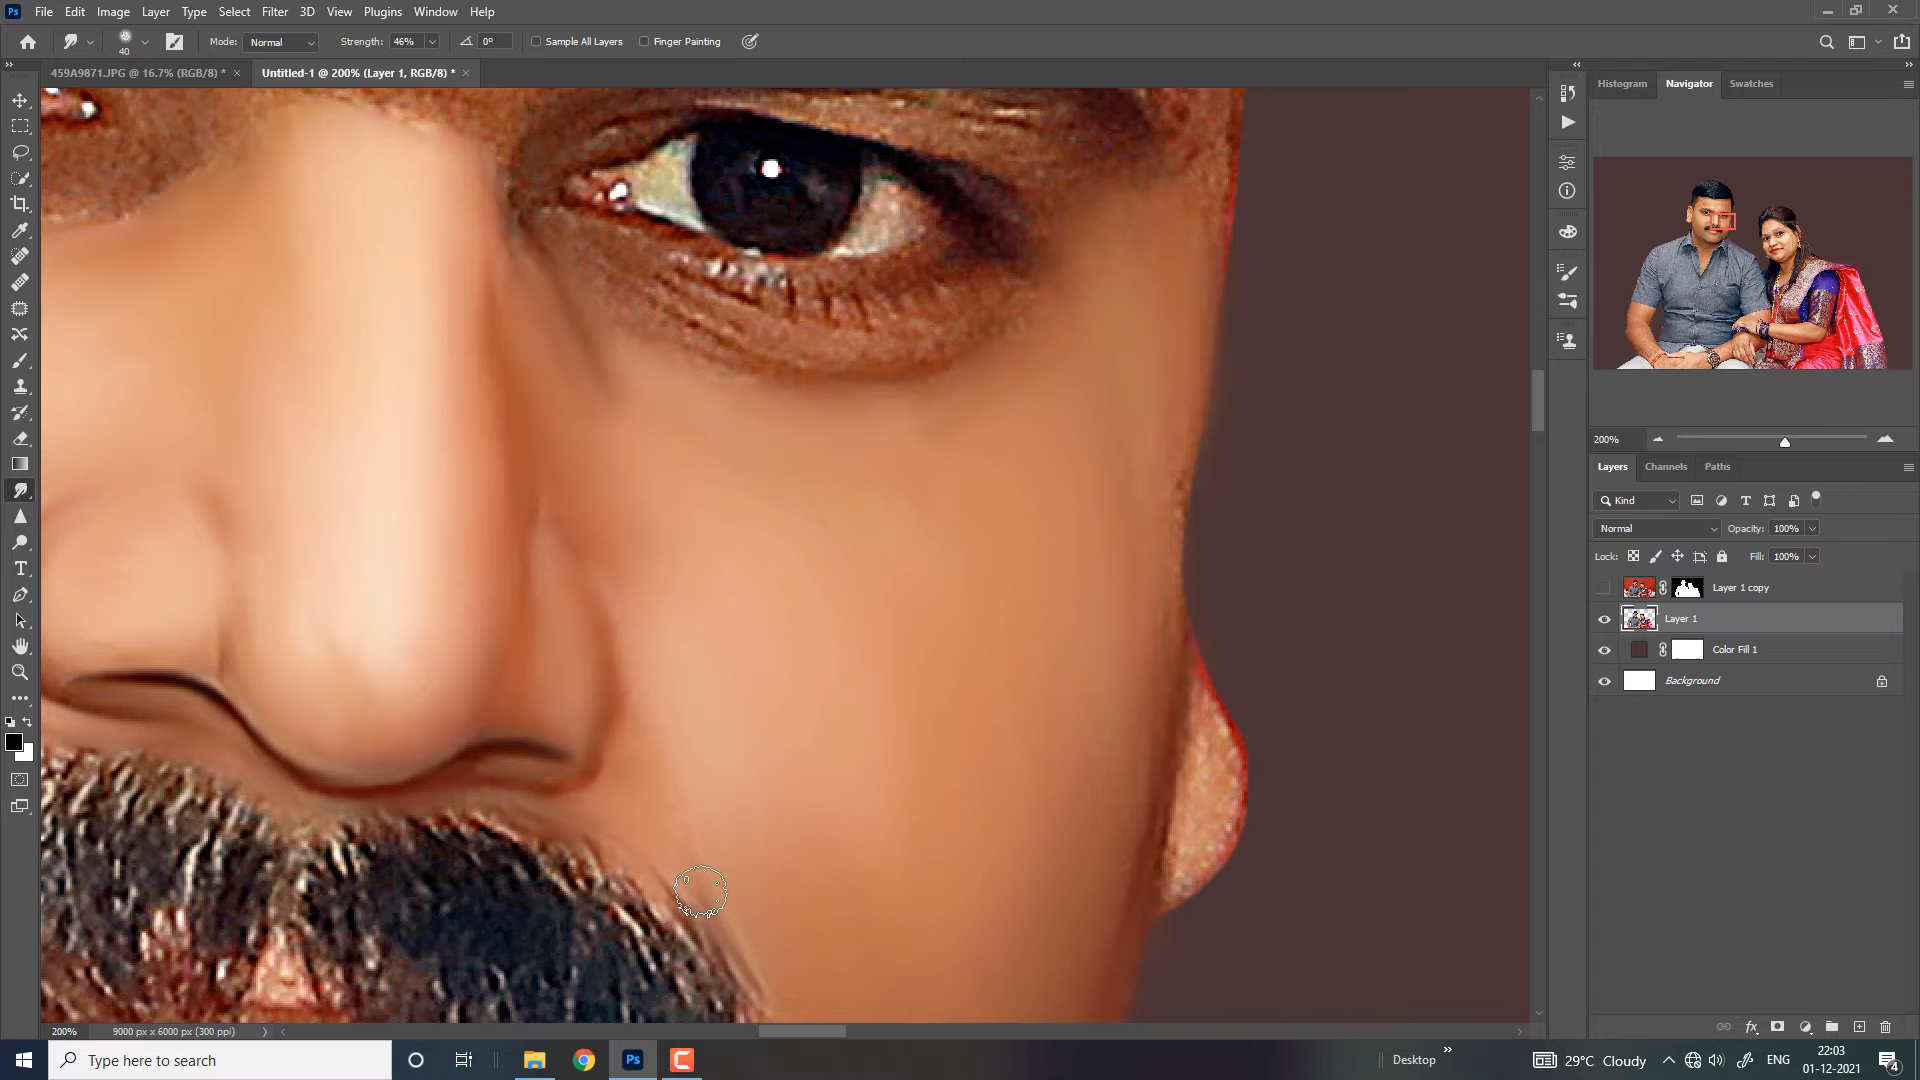 Ps File Edit Image Layer Type Select Filter 3D View Plugins Window Help
40 Mode: Normal Strength: 46% 0° Sample All Layers Finger Painting
459A9871.JPG @ 16.7% (RGB/8) * × Untitled-1 @ 200% (Layer 1, RGB/8) * ×
Histogram Navigator Swatches
200%
Layers Channels Paths
Kind
Normal Opacity: 100%
Lock: Fill: 100%
Layer 1 copy
Layer 1
Color Fill 1
Background
200% 9000 px x 6000 px (300 ppi)
Type here to search
Ps
Desktop
29°C Cloudy
ENG
22:03
01-12-2021
4